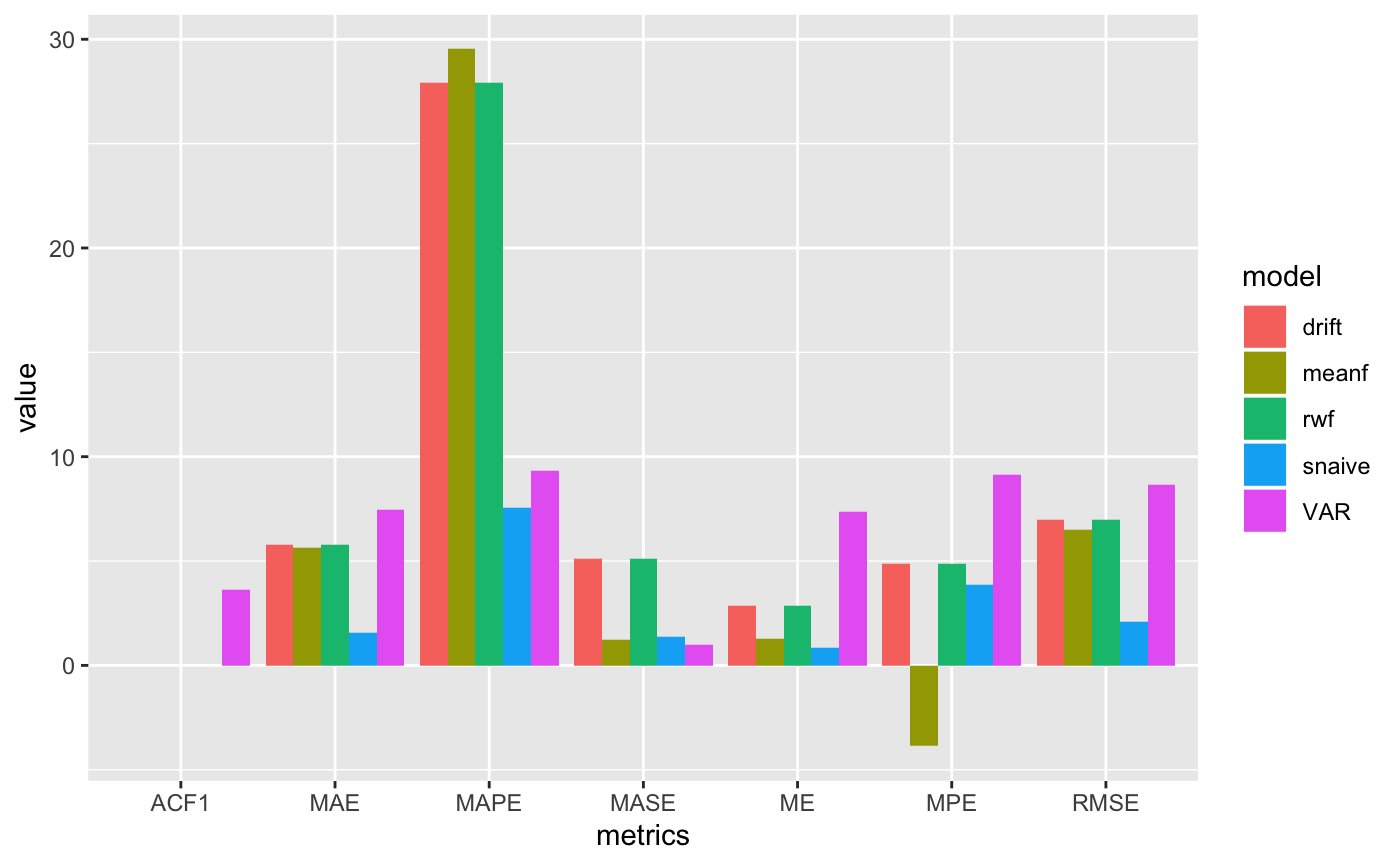 30
20
10
0
value
ACF1 MAE MAPE MASE ME MPE RMSE
metrics
model
drift
meanf
rwf
snaive
VAR